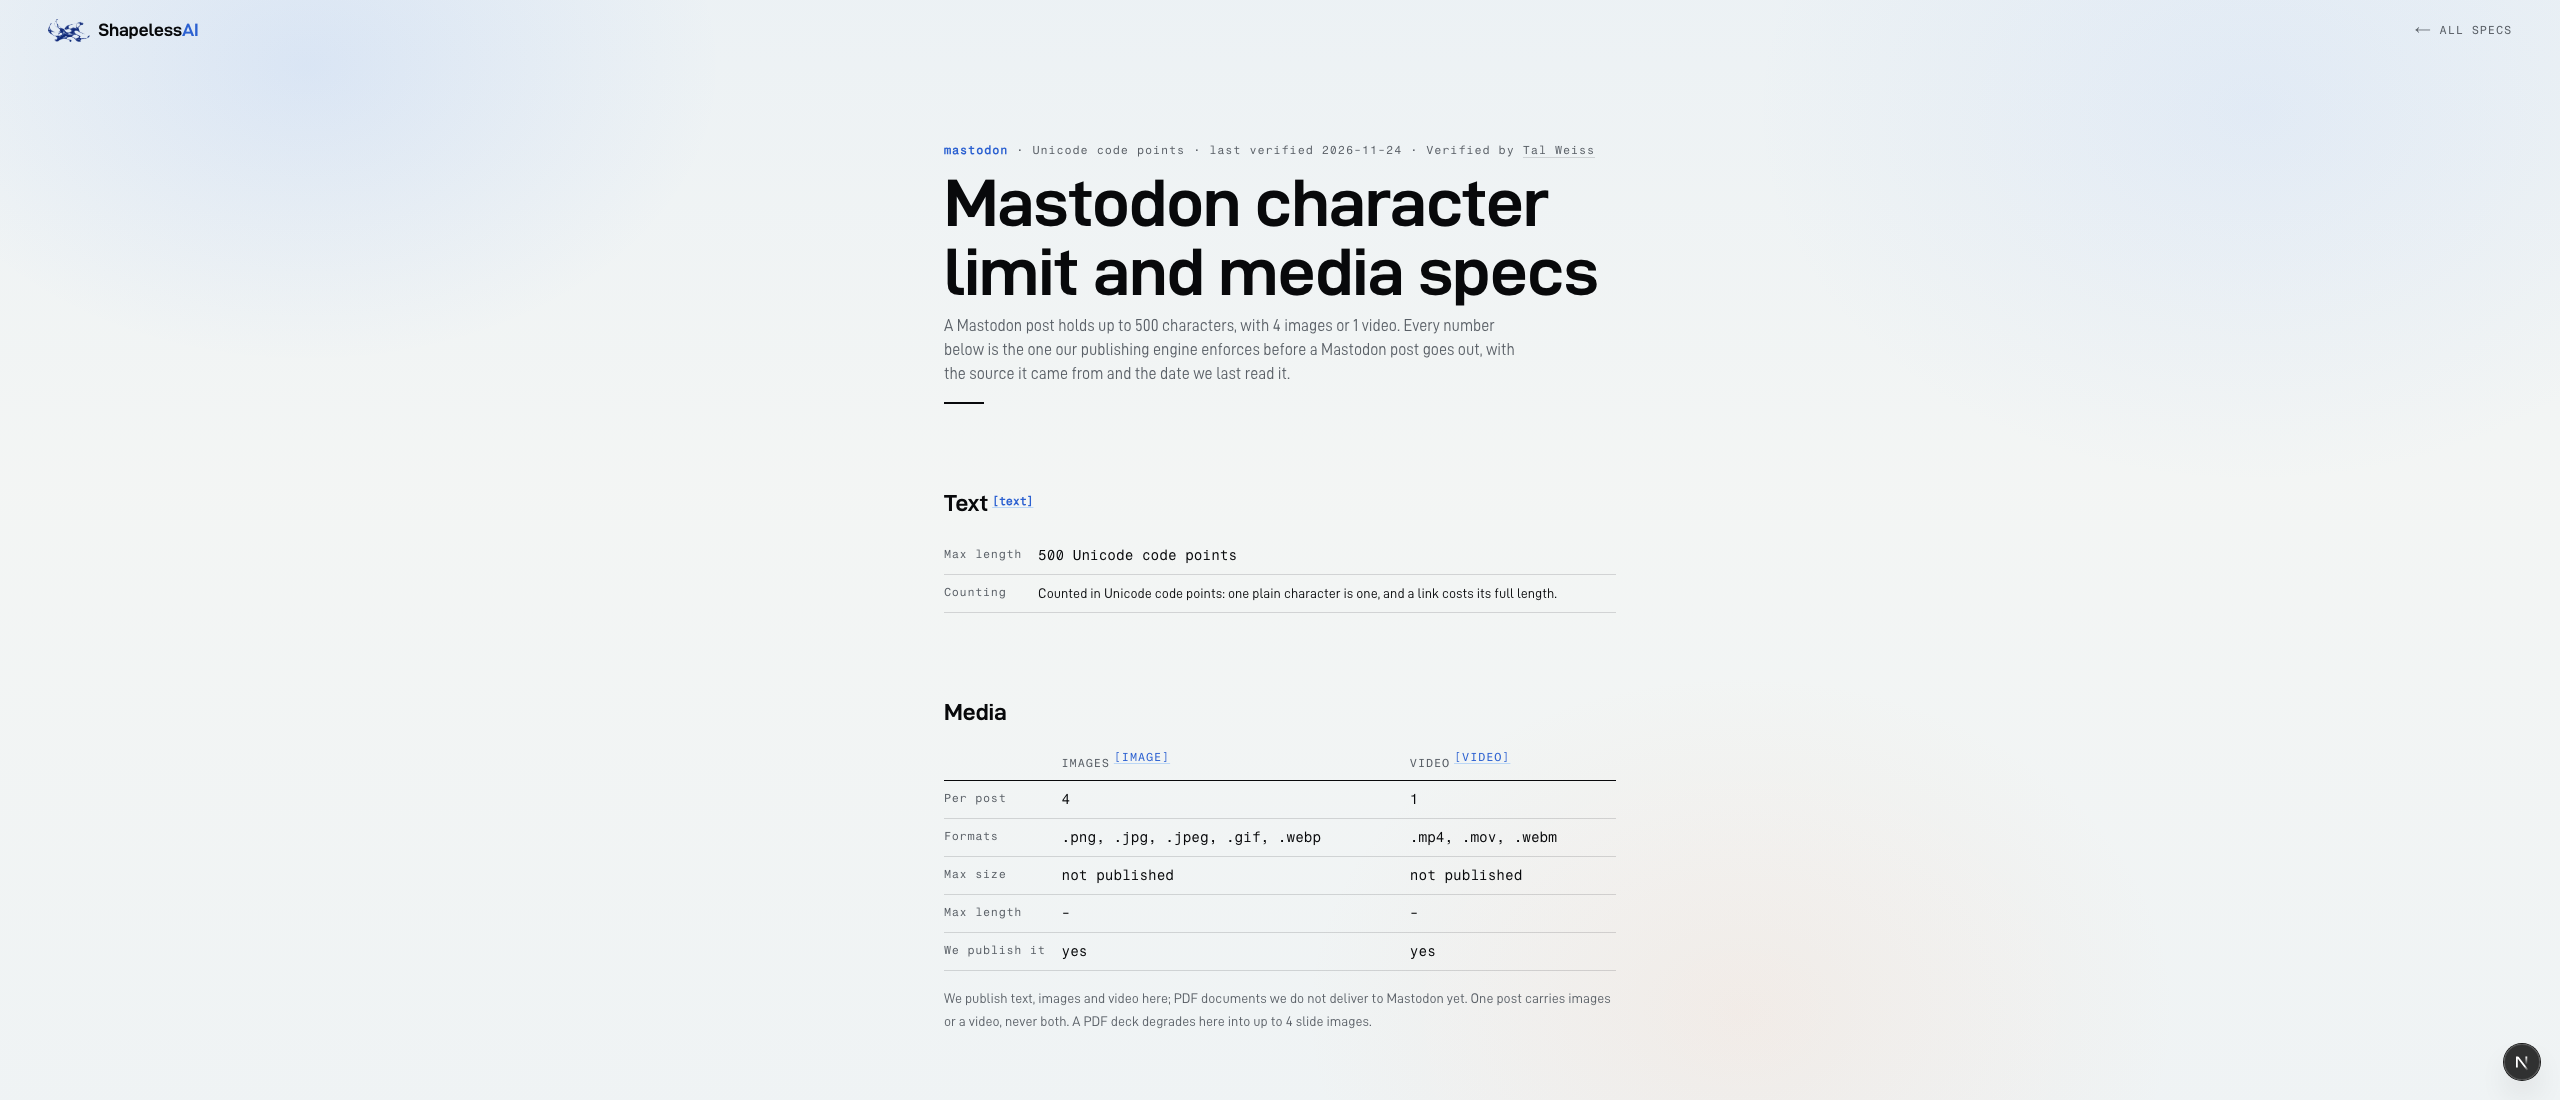 ShapelessAI
← ALL SPECS
mastodon · Unicode code points · last verified 2026-11-24 · Verified by Tal Weiss
Mastodon character
limit and media specs
A Mastodon post holds up to 500 characters, with 4 images or 1 video. Every number
below is the one our publishing engine enforces before a Mastodon post goes out, with
the source it came from and the date we last read it.
Text [text]
Max length 500 Unicode code points
Counting Counted in Unicode code points: one plain character is one, and a link costs its full length.
Media
IMAGES [IMAGE] VIDEO [VIDEO]
Per post 4 1
Formats .png, .jpg, .jpeg, .gif, .webp .mp4, .mov, .webm
Max size not published not published
Max length – –
We publish it yes yes
We publish text, images and video here; PDF documents we do not deliver to Mastodon yet. One post carries images
or a video, never both. A PDF deck degrades here into up to 4 slide images.
N